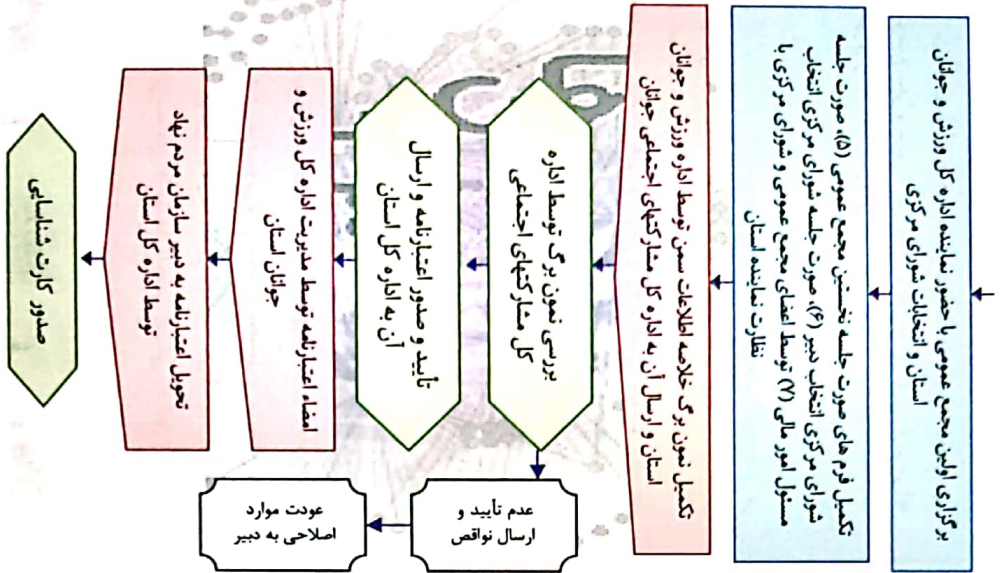 برگزاری اولین مجمع عمومی با حضور نماینده اداره کل ورزش و جوانان
استان و انتخابات شورای مرکزی
تکمیل فرم های صورت جلسه نخستین مجمع عمومی (۵)، صورت جلسه
شورای مرکزی انتخاب دبیر (۶)، صورت جلسه شورای مرکزی انتخاب
مسئول امور مالی (۷) توسط اعضای مجمع عمومی و شورای مرکزی با
نظارت نماینده استان
تکمیل نمون برگ خلاصه اطلاعات سمن توسط اداره ورزش و جوانان
استان و ارسال آن به اداره کل مشارکتهای اجتماعی جوانان
بررسی نمون برگ توسط اداره
کل مشارکتهای اجتماعی
تأیید و صدور اعتبارنامه و ارسال
آن به اداره کل استان
امضاء اعتبارنامه توسط مدیریت اداره کل ورزش و
جوانان استان
تحویل اعتبارنامه به دبیر سازمان مردم نهاد
توسط اداره کل استان
صدور کارت شناسایی
عدم تأیید و
ارسال نواقص
عودت موارد
اصلاحی به دبیر